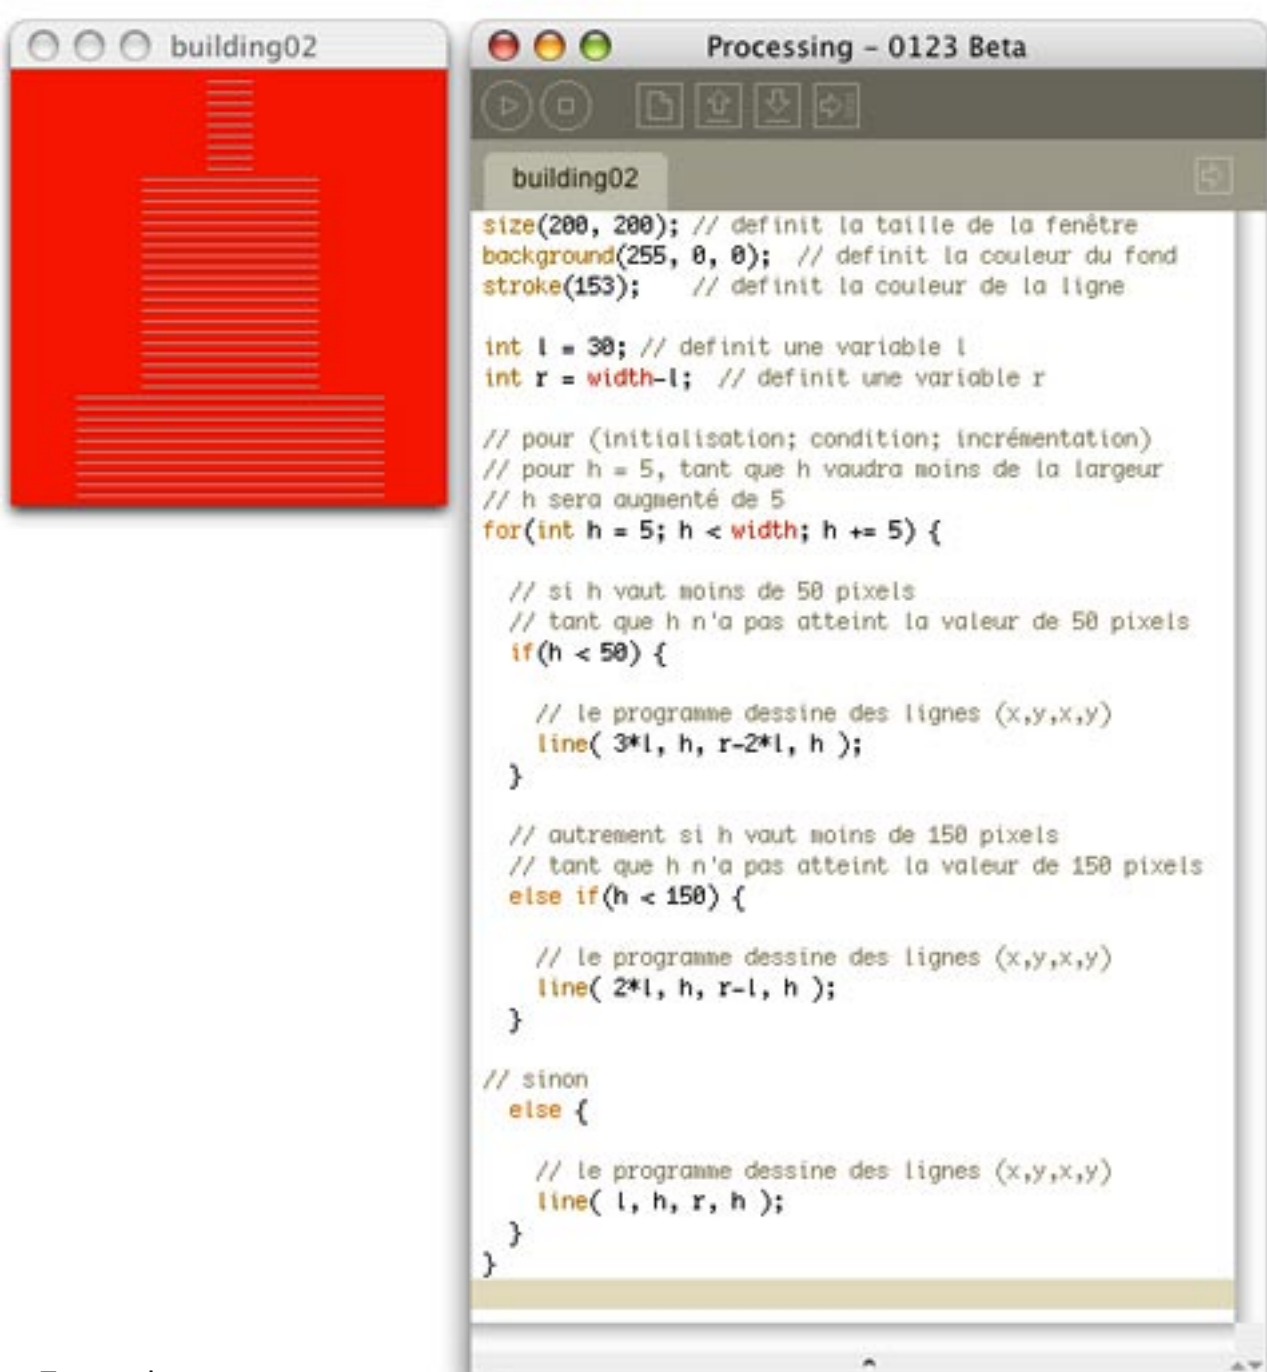 building02
Processing – 0123 Beta
building02
size(200, 200); // definit la taille de la fenêtre
background(255, 0, 0);  // definit la couleur du fond
stroke(153);    // definit la couleur de la ligne
int l = 30; // definit une variable l
int r = width-l;  // definit une variable r
// pour (initialisation; condition; incrémentation)
// pour h = 5, tant que h vaudra moins de la largeur
// h sera augmenté de 5
for(int h = 5; h < width; h += 5) {
// si h vaut moins de 50 pixels
// tant que h n'a pas atteint la valeur de 50 pixels
if(h < 50) {
// le programme dessine des lignes (x,y,x,y)
line( 3*l, h, r-2*l, h );
}
// autrement si h vaut moins de 150 pixels
// tant que h n'a pas atteint la valeur de 150 pixels
else if(h < 150) {
// le programme dessine des lignes (x,y,x,y)
line( 2*l, h, r-l, h );
}
// sinon
else {
// le programme dessine des lignes (x,y,x,y)
line( l, h, r, h );
}
}